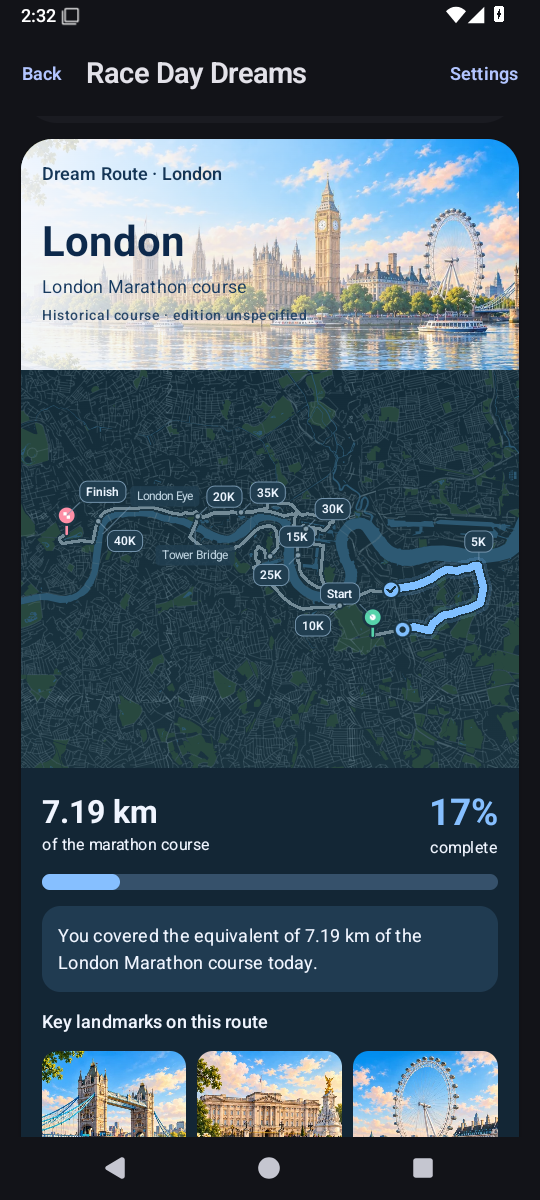 2:32
Back
Race Day Dreams
Settings
Dream Route · London
London
London Marathon course
Historical course · edition unspecified
Finish
London Eye
20K
35K
30K
40K
Tower Bridge
15K
5K
25K
Start
10K
7.19 km
17%
of the marathon course
complete
You covered the equivalent of 7.19 km of the
London Marathon course today.
Key landmarks on this route